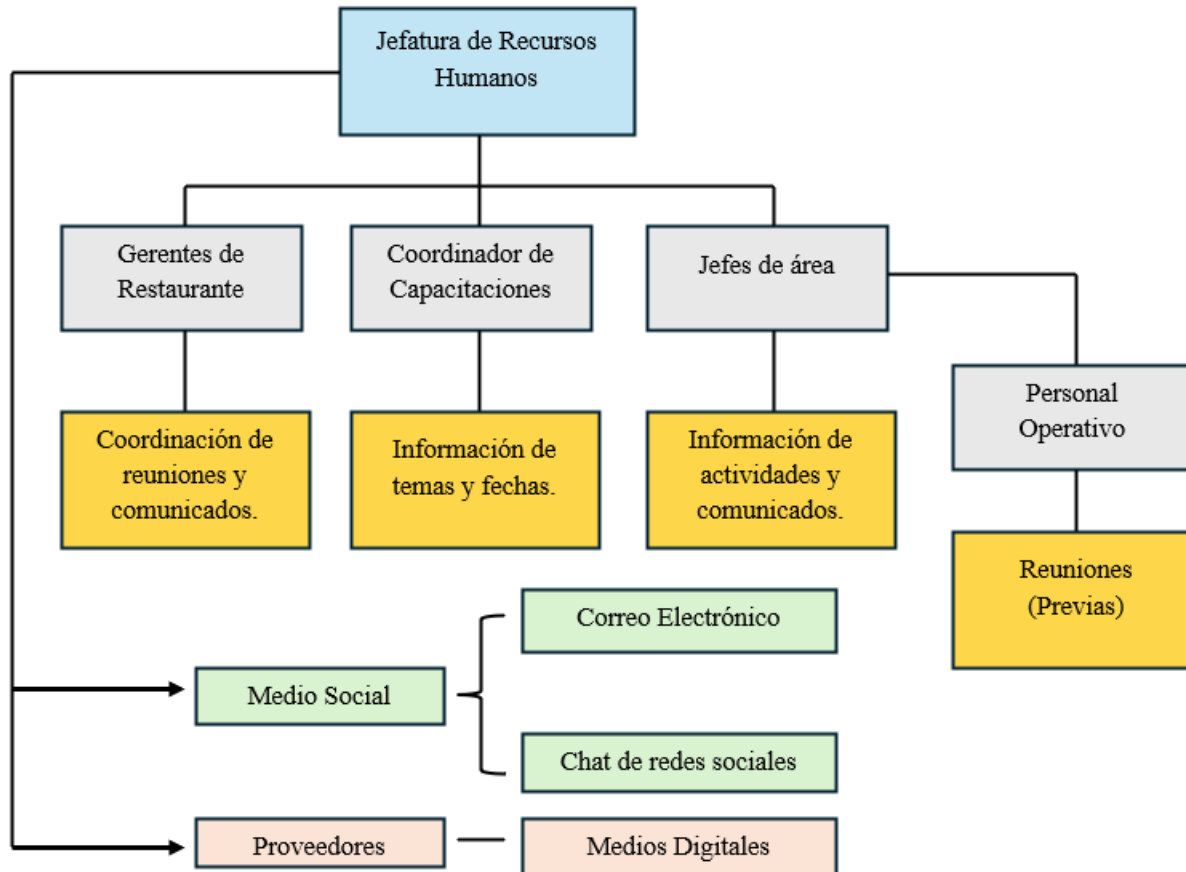 Jefatura de Recursos
Humanos
Gerentes de
Restaurante
Coordinador de
Capacitaciones
Jefes de área
Personal
Operativo
Coordinación de
reuniones y
comunicados.
Información de
temas y fechas.
Información de
actividades y
comunicados.
Reuniones
(Previas)
Correo Electrónico
Medio Social
Chat de redes sociales
Proveedores
Medios Digitales